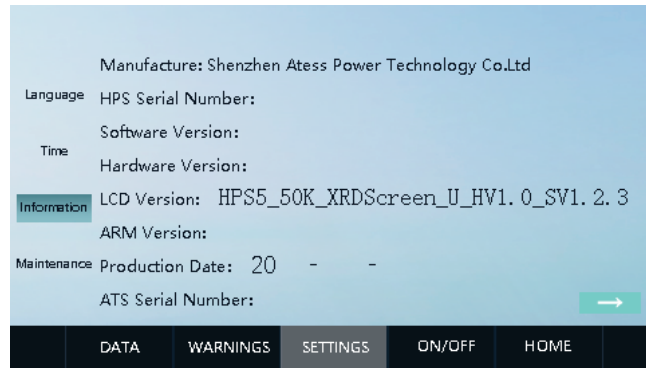 Manufacture: Shenzhen Atess Power Technology Co.Ltd
Language
HPS Serial Number:
Software Version:
Time
Hardware Version:
Information
LCD Version: HPS5_50K_XRDScreen_U_HV1.0_SV1.2.3
ARM Version:
Maintenance
Production Date: 20 - -
ATS Serial Number:
→
DATA WARNINGS SETTINGS ON/OFF HOME